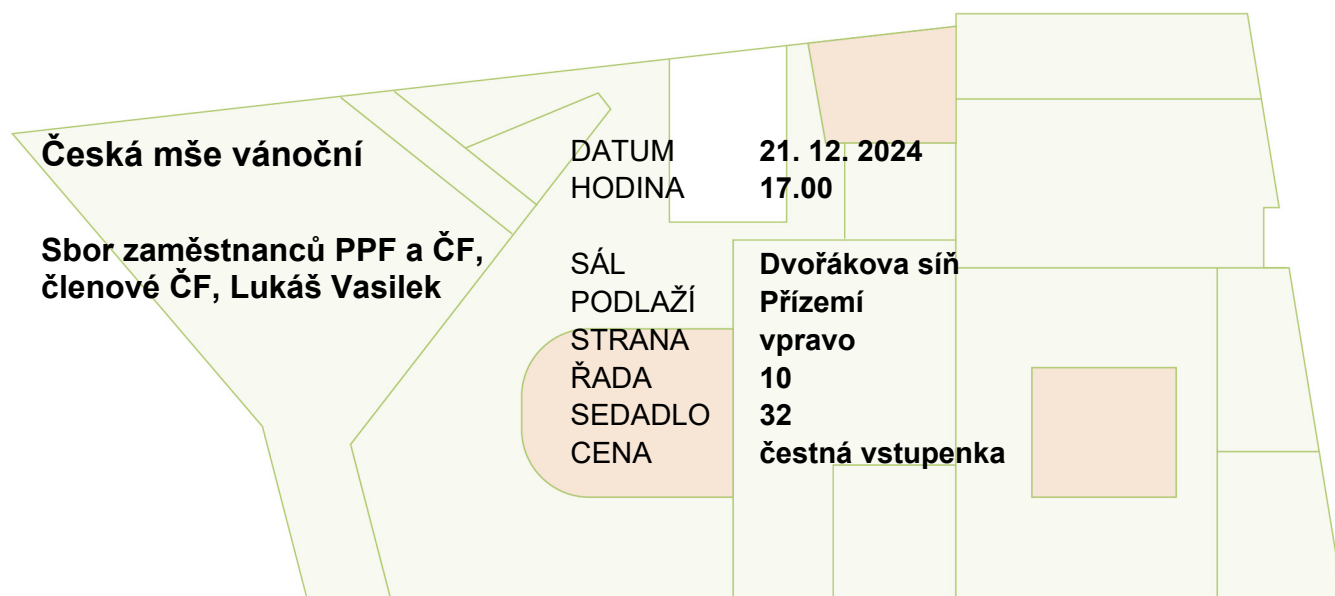 Česká mše vánoční
Sbor zaměstnanců PPF a ČF,
členové ČF, Lukáš Vasilek
DATUM 21. 12. 2024
HODINA 17.00
SÁL Dvořákova síň
PODLAŽÍ Přízemí
STRANA vpravo
ŘADA 10
SEDADLO 32
CENA čestná vstupenka